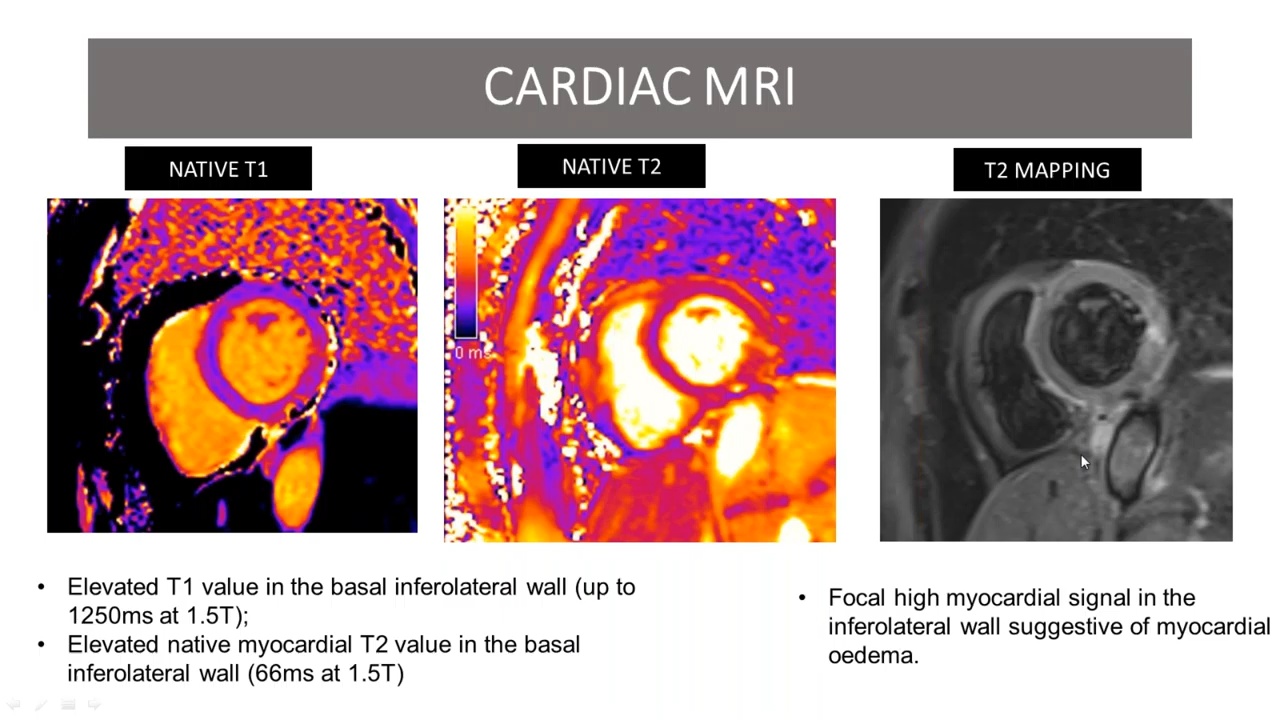 CARDIAC MRI
NATIVE T1
NATIVE T2
T2 MAPPING
0 ms
• Elevated T1 value in the basal inferolateral wall (up to
1250ms at 1.5T);
• Elevated native myocardial T2 value in the basal
inferolateral wall (66ms at 1.5T)
• Focal high myocardial signal in the
inferolateral wall suggestive of myocardial
oedema.